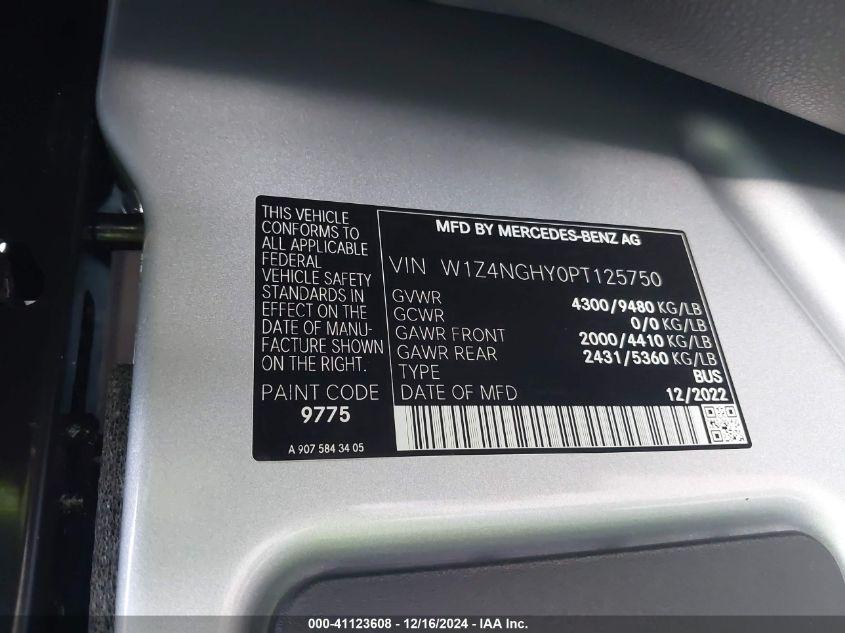 THIS VEHICLE
CONFORMS TO
ALL APPLICABLE
FEDERAL
VEHICLE SAFETY
STANDARDS IN
EFFECT ON THE
DATE OF MANU-
FACTURE SHOWN
ON THE RIGHT.
PAINT CODE
9775
A 907 584 34 05
MFD BY MERCEDES-BENZ AG
VIN W1Z4NGHY0PT125750
GVWR 4300/9480 KG/LB
GCWR 0/0 KG/LB
GAWR FRONT 2000/4410 KG/LB
GAWR REAR 2431/5360 KG/LB
TYPE BUS
DATE OF MFD 12/2022
000-41123608 - 12/16/2024 - IAA Inc.